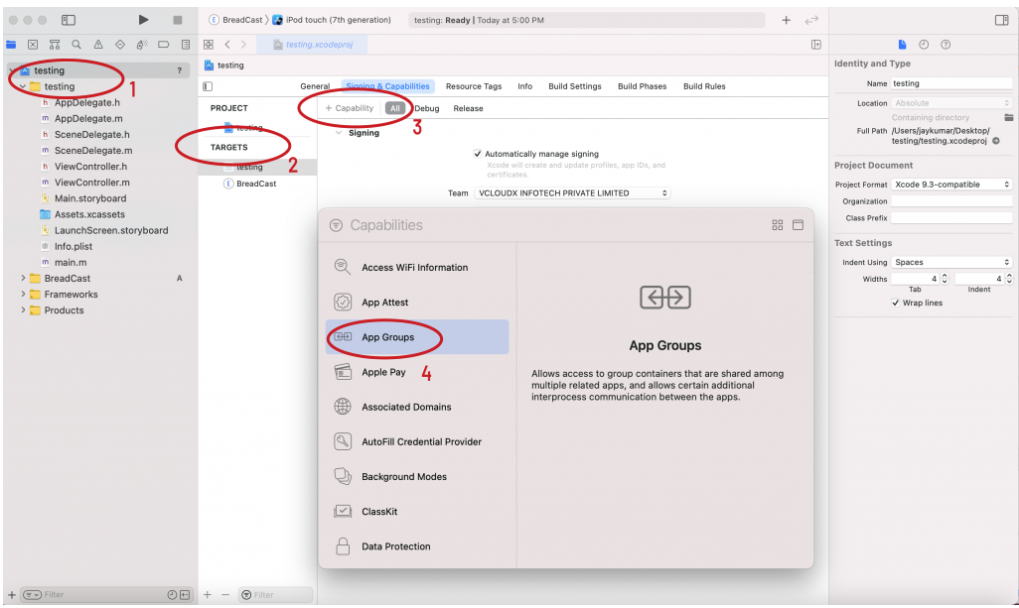 BreadCast
iPod touch (7th generation)
testing: Ready | Today at 5:00 PM
testing.xcodeproj
testing ?
testing
1
AppDelegate.h
AppDelegate.m
SceneDelegate.h
SceneDelegate.m
ViewController.h
ViewController.m
Main.storyboard
Assets.xcassets
LaunchScreen.storyboard
Info.plist
main.m
BreadCast A
Frameworks
Products
Filter
testing
General Signing & Capabilities Resource Tags Info Build Settings Build Phases Build Rules
PROJECT
testing
TARGETS
2
testing
BreadCast
Filter
+ Capability All Debug Release
3
Signing
Automatically manage signing
Xcode will create and update profiles, app IDs, and
certificates.
Team VCLOUDX INFOTECH PRIVATE LIMITED
Capabilities
Access WiFi Information
App Attest
App Groups
Apple Pay
4
Associated Domains
AutoFill Credential Provider
Background Modes
ClassKit
Data Protection
App Groups
Allows access to group containers that are shared among
multiple related apps, and allows certain additional
interprocess communication between the apps.
Identity and Type
Name testing
Location Absolute
Containing directory
Full Path /Users/jaykumar/Desktop/
testing/testing.xcodeproj
Project Document
Project Format Xcode 9.3-compatible
Organization
Class Prefix
Text Settings
Indent Using Spaces
Widths 4 4
Tab Indent
Wrap lines